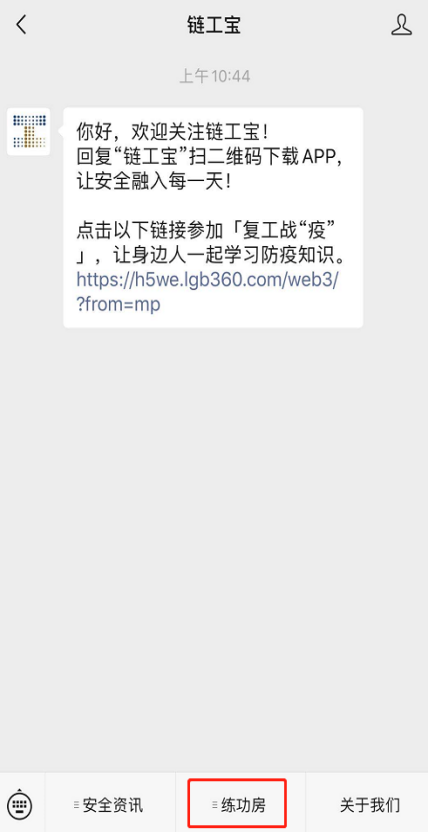 链工宝
上午10:44
你好，欢迎关注链工宝！
回复“链工宝”扫二维码下载APP，
让安全融入每一天！
点击以下链接参加「复工战“疫”
」，让身边人一起学习防疫知识。
https://h5we.lgb360.com/web3/
?from=mp
安全资讯
练功房
关于我们